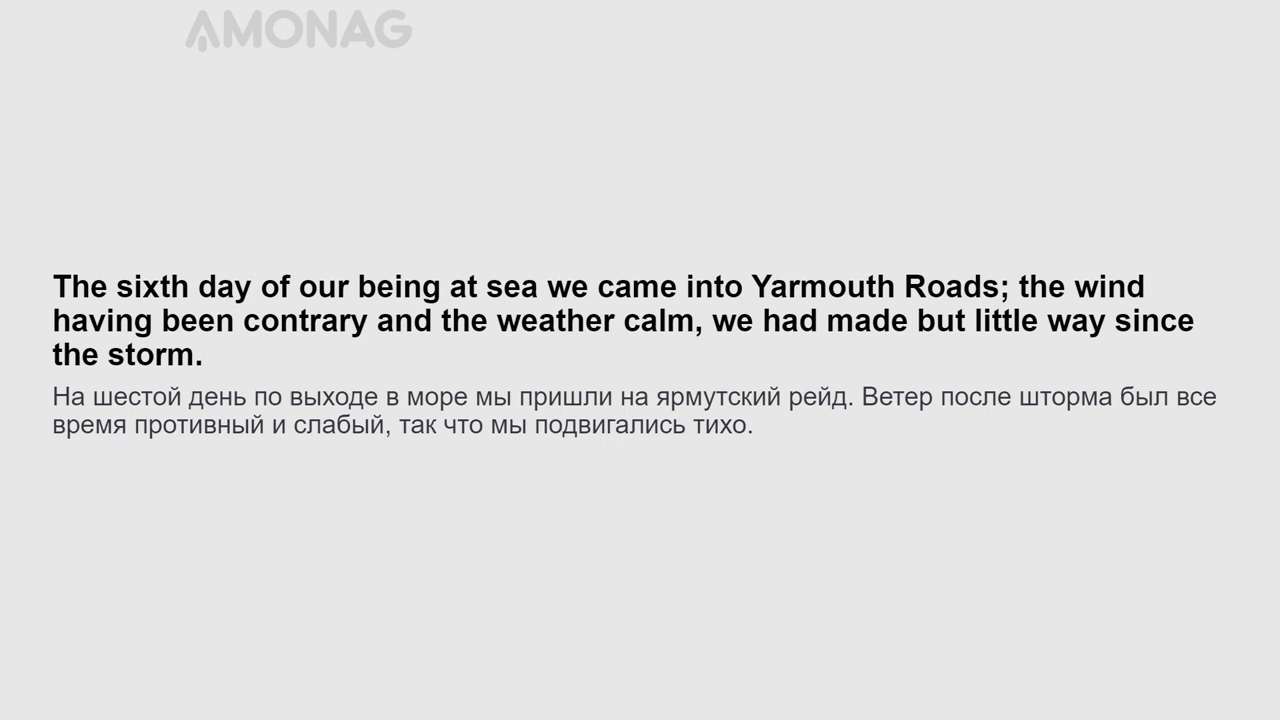 AMONAG
The sixth day of our being at sea we came into Yarmouth Roads; the wind
having been contrary and the weather calm, we had made but little way since
the storm.
На шестой день по выходе в море мы пришли на ярмутский рейд. Ветер после шторма был все
время противный и слабый, так что мы подвигались тихо.